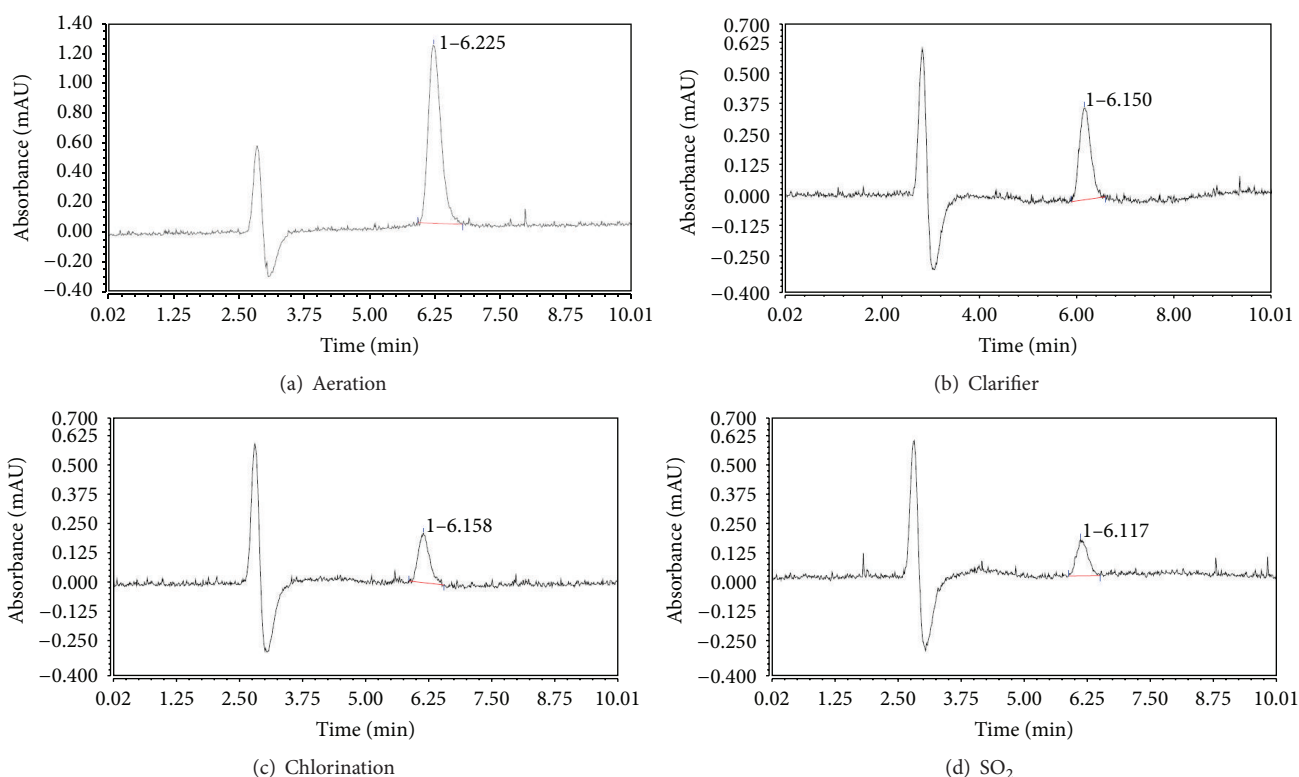 1.40
1.20
1.00
0.80
0.60
0.40
0.20
0.00
−0.20
−0.40
Absorbance (mAU)
1–6.225
0.02 1.25 2.50 3.75 5.00 6.25 7.50 8.75 10.01
Time (min)
(a) Aeration
0.700
0.625
0.500
0.375
0.250
0.125
0.000
−0.125
−0.250
−0.400
Absorbance (mAU)
1–6.150
0.02 2.00 4.00 6.00 8.00 10.01
Time (min)
(b) Clarifier
0.700
0.625
0.500
0.375
0.250
0.125
0.000
−0.125
−0.250
−0.400
Absorbance (mAU)
1–6.158
0.02 1.25 2.50 3.75 5.00 6.25 7.50 8.75 10.01
Time (min)
(c) Chlorination
0.700
0.625
0.500
0.375
0.250
0.125
0.000
−0.125
−0.250
−0.400
Absorbance (mAU)
1–6.117
0.02 1.25 2.50 3.75 5.00 6.25 7.50 8.75 10.01
Time (min)
(d) SO₂